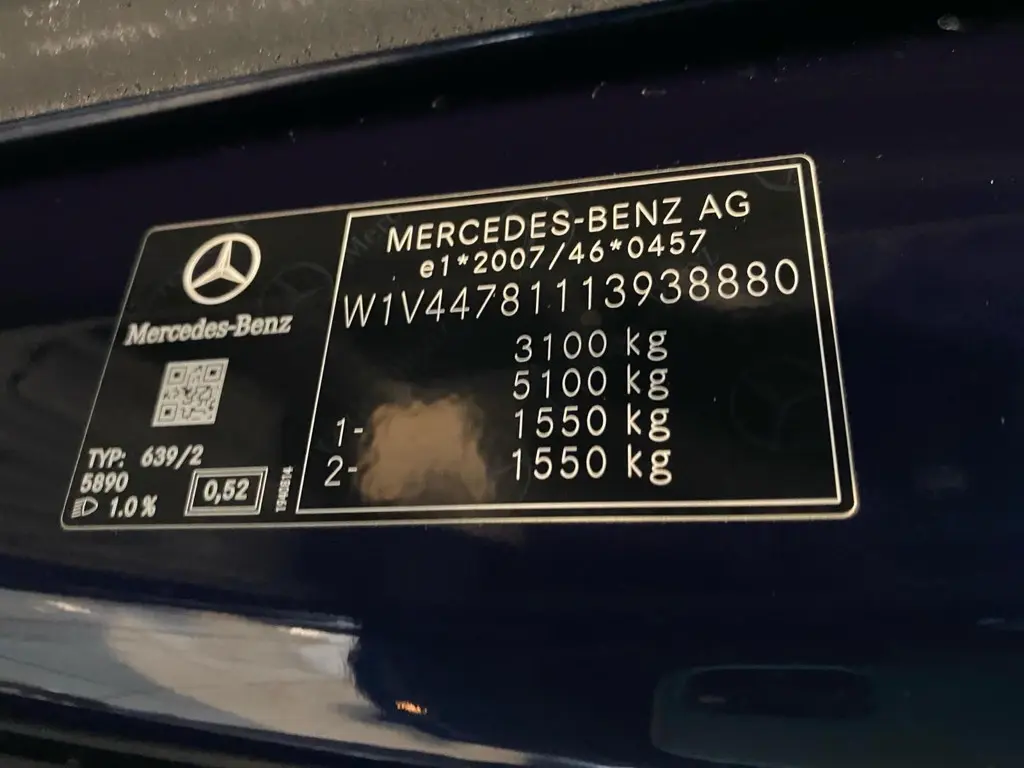 Mercedes-Benz
TYP: 639/2
5890
1.0 %
0,52
1940814
MERCEDES-BENZ AG
e1*2007/46*0457
W1V44781113938880
3100 kg
5100 kg
1- 1550 kg
2- 1550 kg